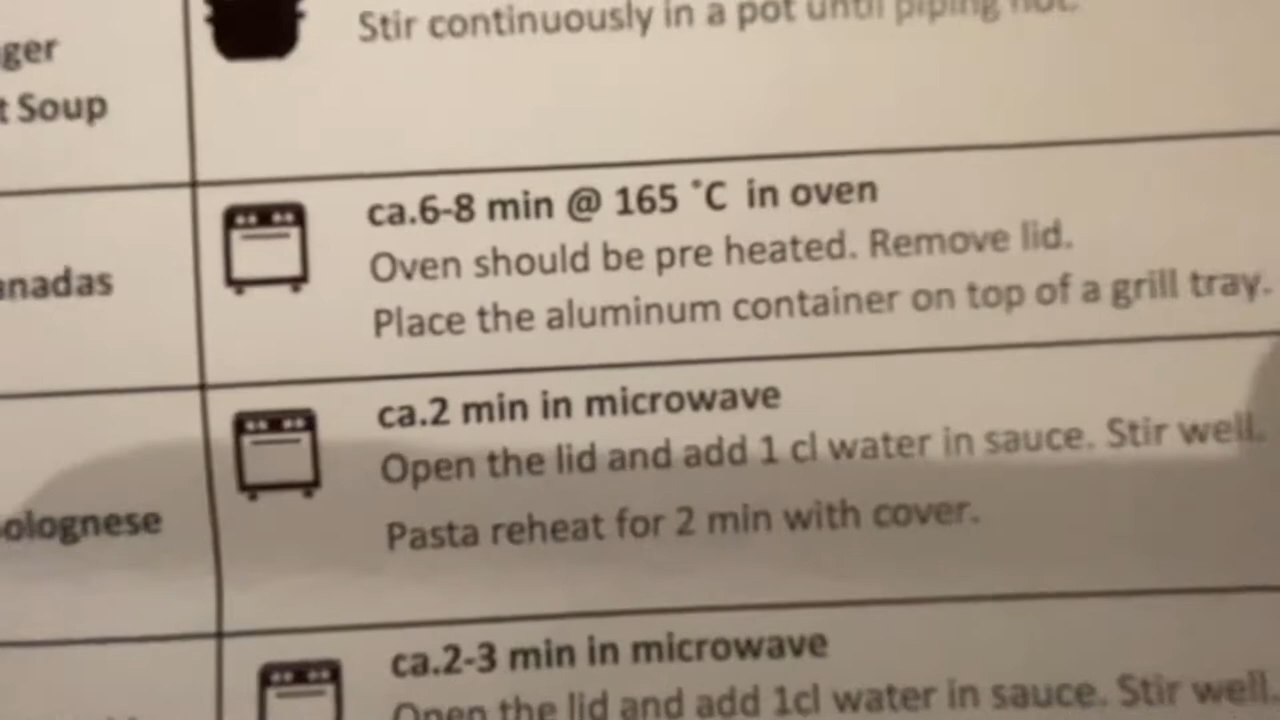 Stir continuously in a pot until piping hot.
ger
t Soup
ca.6-8 min @ 165 ˚C in oven
Oven should be pre heated. Remove lid.
anadas
Place the aluminum container on top of a grill tray.
ca.2 min in microwave
Open the lid and add 1 cl water in sauce. Stir well.
olognese
Pasta reheat for 2 min with cover.
ca.2-3 min in microwave
Open the lid and add 1cl water in sauce. Stir well.